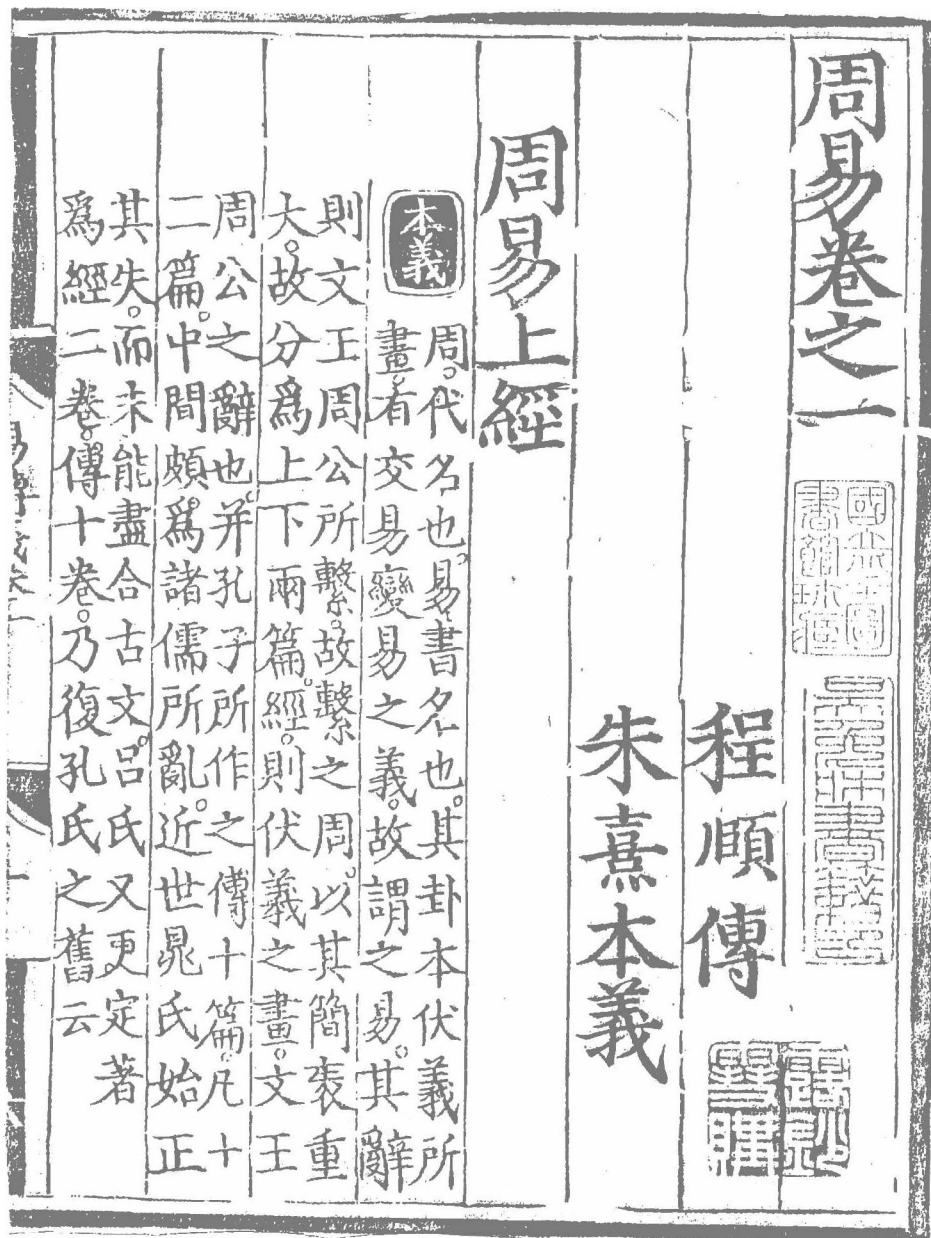 周易卷之一
程頤傳
朱熹本義
周易上經
本義
周。代名也。易。書名也。其卦本伏羲所
畫。有交易變易之義。故謂之易。其辭
則文王周公所繫。故繫之周。以其簡袠重
大。故分爲上下兩篇。經。則伏羲之畫。文王
周公之辭也。并孔子所作之傳十篇。凡十
二篇。中間頗爲諸儒所亂。近世晁氏始正
其失。而未能盡合古文。吕氏又更定著
爲經二卷。傳十卷。乃復孔氏之舊云